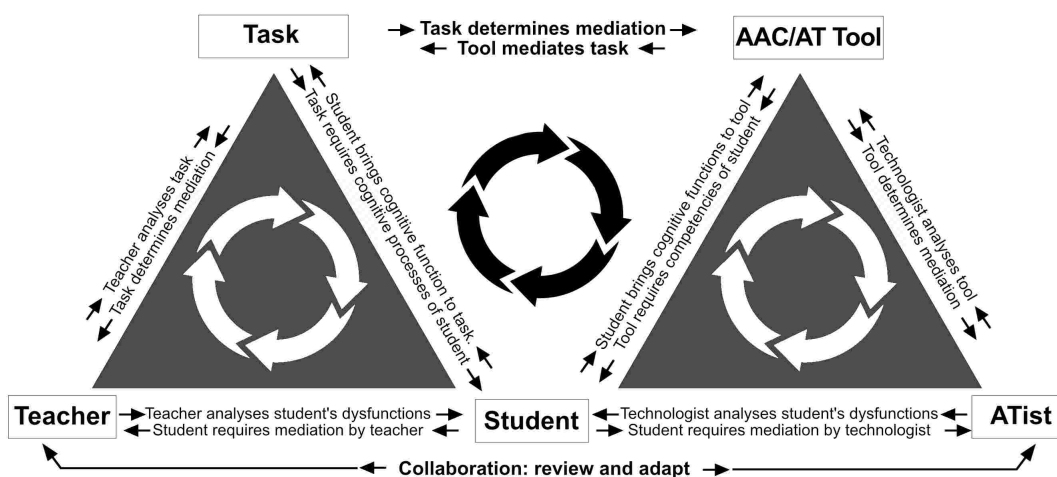 Task
Task determines mediation
Tool mediates task
AAC/AT Tool
Teacher analyses task
Task determines mediation
Student brings cognitive function to task.
Task requires cognitive processes of student
Student brings cognitive functions to tool
Tool requires competencies of student
Technologist analyses tool
Tool determines mediation
Teacher
Teacher analyses student's dysfunctions
Student requires mediation by teacher
Student
Technologist analyses student's dysfunctions
Student requires mediation by technologist
ATist
Collaboration: review and adapt